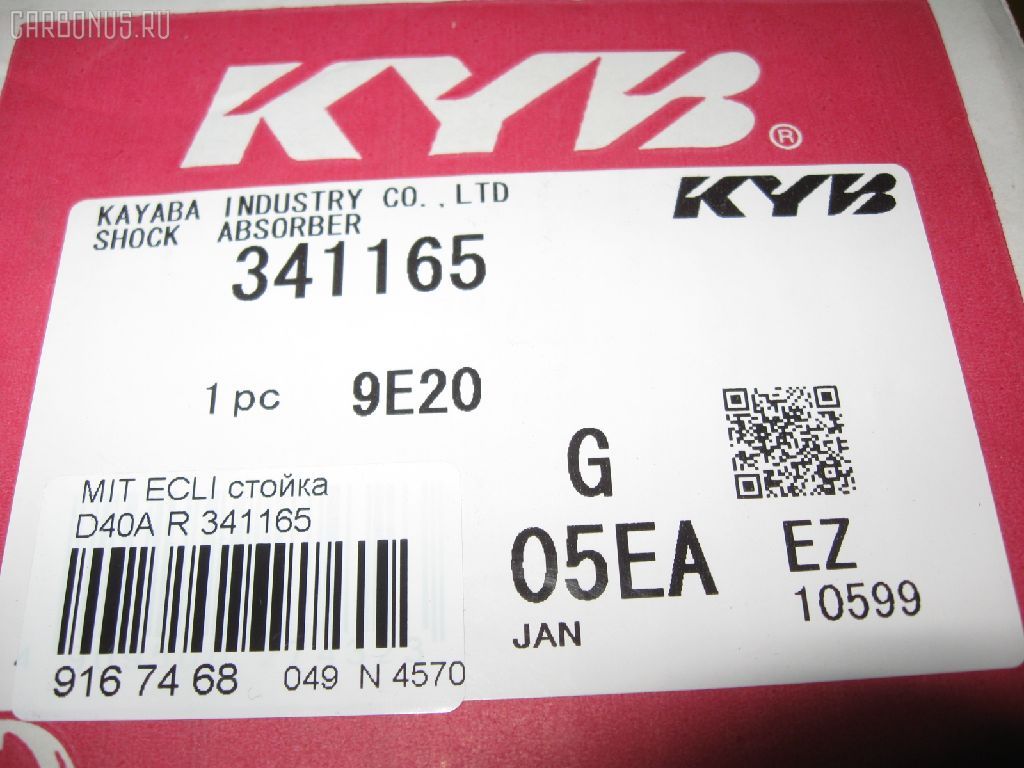 CARBONUS.RU
KYB®
KAYABA INDUSTRY CO.,LTD
KYB
SHOCK ABSORBER
341165
1 pc 9E20
G
MIT ECLI стойка
D40A R 341165
05EA EZ
JAN 10599
916 74 68 049 N 4570